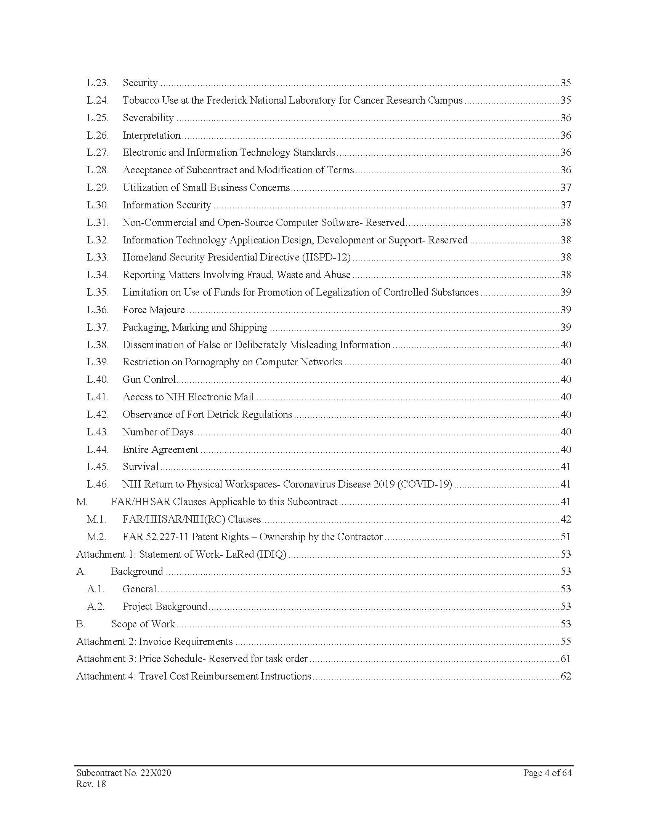 L.23. Security 35
L.24. Tobacco Use at the Frederick National Laboratory for Cancer Research Campus 35
L.25. Severability 36
L.26. Interpretation 36
L.27. Electronic and Information Technology Standards 36
L.28. Acceptance of Subcontract and Modification of Terms 36
L.29. Utilization of Small Business Concerns 37
L.30. Information Security 37
L.31. Non-Commercial and Open-Source Computer Software- Reserved 38
L.32. Information Technology Application Design, Development or Support- Reserved 38
L.33. Homeland Security Presidential Directive (HSPD-12) 38
L.34. Reporting Matters Involving Fraud, Waste and Abuse 38
L.35. Limitation on Use of Funds for Promotion of Legalization of Controlled Substances 39
L.36. Force Majeure 39
L.37. Packaging, Marking and Shipping 39
L.38. Dissemination of False or Deliberately Misleading Information 40
L.39. Restriction on Pornography on Computer Networks 40
L.40. Gun Control 40
L.41. Access to NIH Electronic Mail 40
L.42. Observance of Fort Detrick Regulations 40
L.43. Number of Days 40
L.44. Entire Agreement 40
L.45. Survival 41
L.46. NIH Return to Physical Workspaces- Coronavirus Disease 2019 (COVID-19) 41
M. FAR/HHSAR Clauses Applicable to this Subcontract 41
M.1. FAR/HHSAR/NIH(RC) Clauses 42
M.2. FAR 52.227-11 Patent Rights – Ownership by the Contractor 51
Attachment 1: Statement of Work- LaRed (IDIQ) 53
A. Background 53
A.1. General 53
A.2. Project Background 53
B. Scope of Work 53
Attachment 2: Invoice Requirements 55
Attachment 3: Price Schedule- Reserved for task order 61
Attachment 4: Travel Cost Reimbursement Instructions 62
Subcontract No. 22X020 Page 4 of 64
Rev. 18